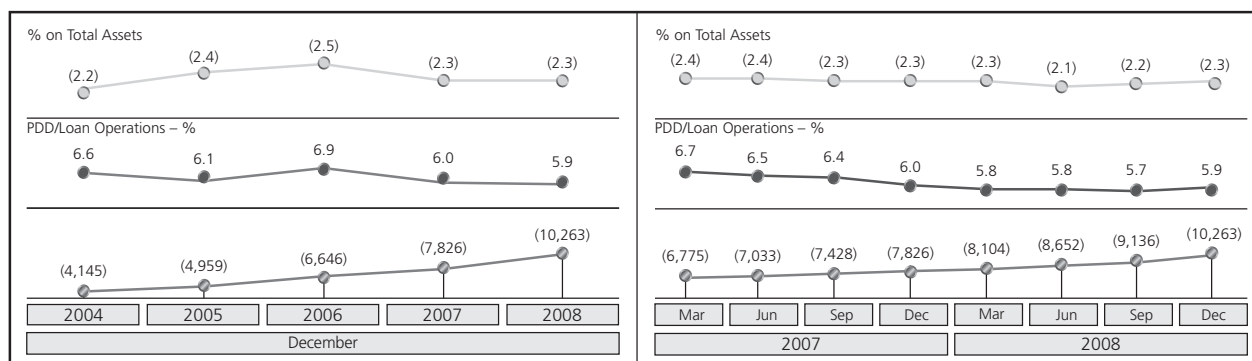 % on Total Assets
(2.2) (2.4) (2.5) (2.3) (2.3)
PDD/Loan Operations – %
6.6 6.1 6.9 6.0 5.9
(4,145) (4,959) (6,646) (7,826) (10,263)
2004 2005 2006 2007 2008
December
% on Total Assets
(2.4) (2.4) (2.3) (2.3) (2.3) (2.1) (2.2) (2.3)
PDD/Loan Operations – %
6.7 6.5 6.4 6.0 5.8 5.8 5.7 5.9
(6,775) (7,033) (7,428) (7,826) (8,104) (8,652) (9,136) (10,263)
Mar Jun Sep Dec Mar Jun Sep Dec
2007 2008